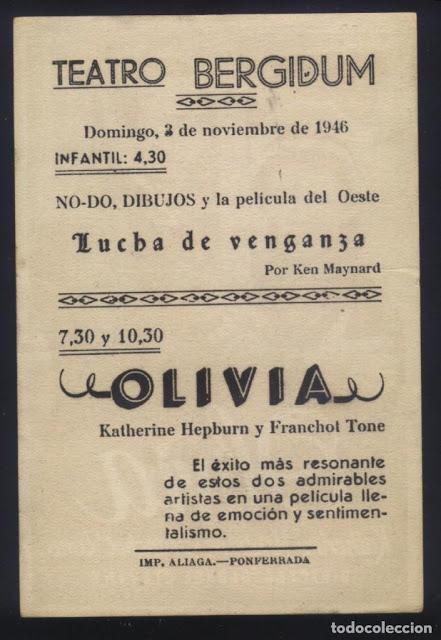 TEATRO BERGIDUM
Domingo, 3 de noviembre de 1946
INFANTIL: 4,30
NO-DO, DIBUJOS y la película del Oeste
Lucha de venganza
Por Ken Maynard
7,30 y 10,30
OLIVIA
Katherine Hepburn y Franchot Tone
El éxito más resonante
de estos dos admirables
artistas en una película lle-
na de emoción y sentimen-
talismo.
IMP. ALIAGA.—PONFERRADA
todocoleccion